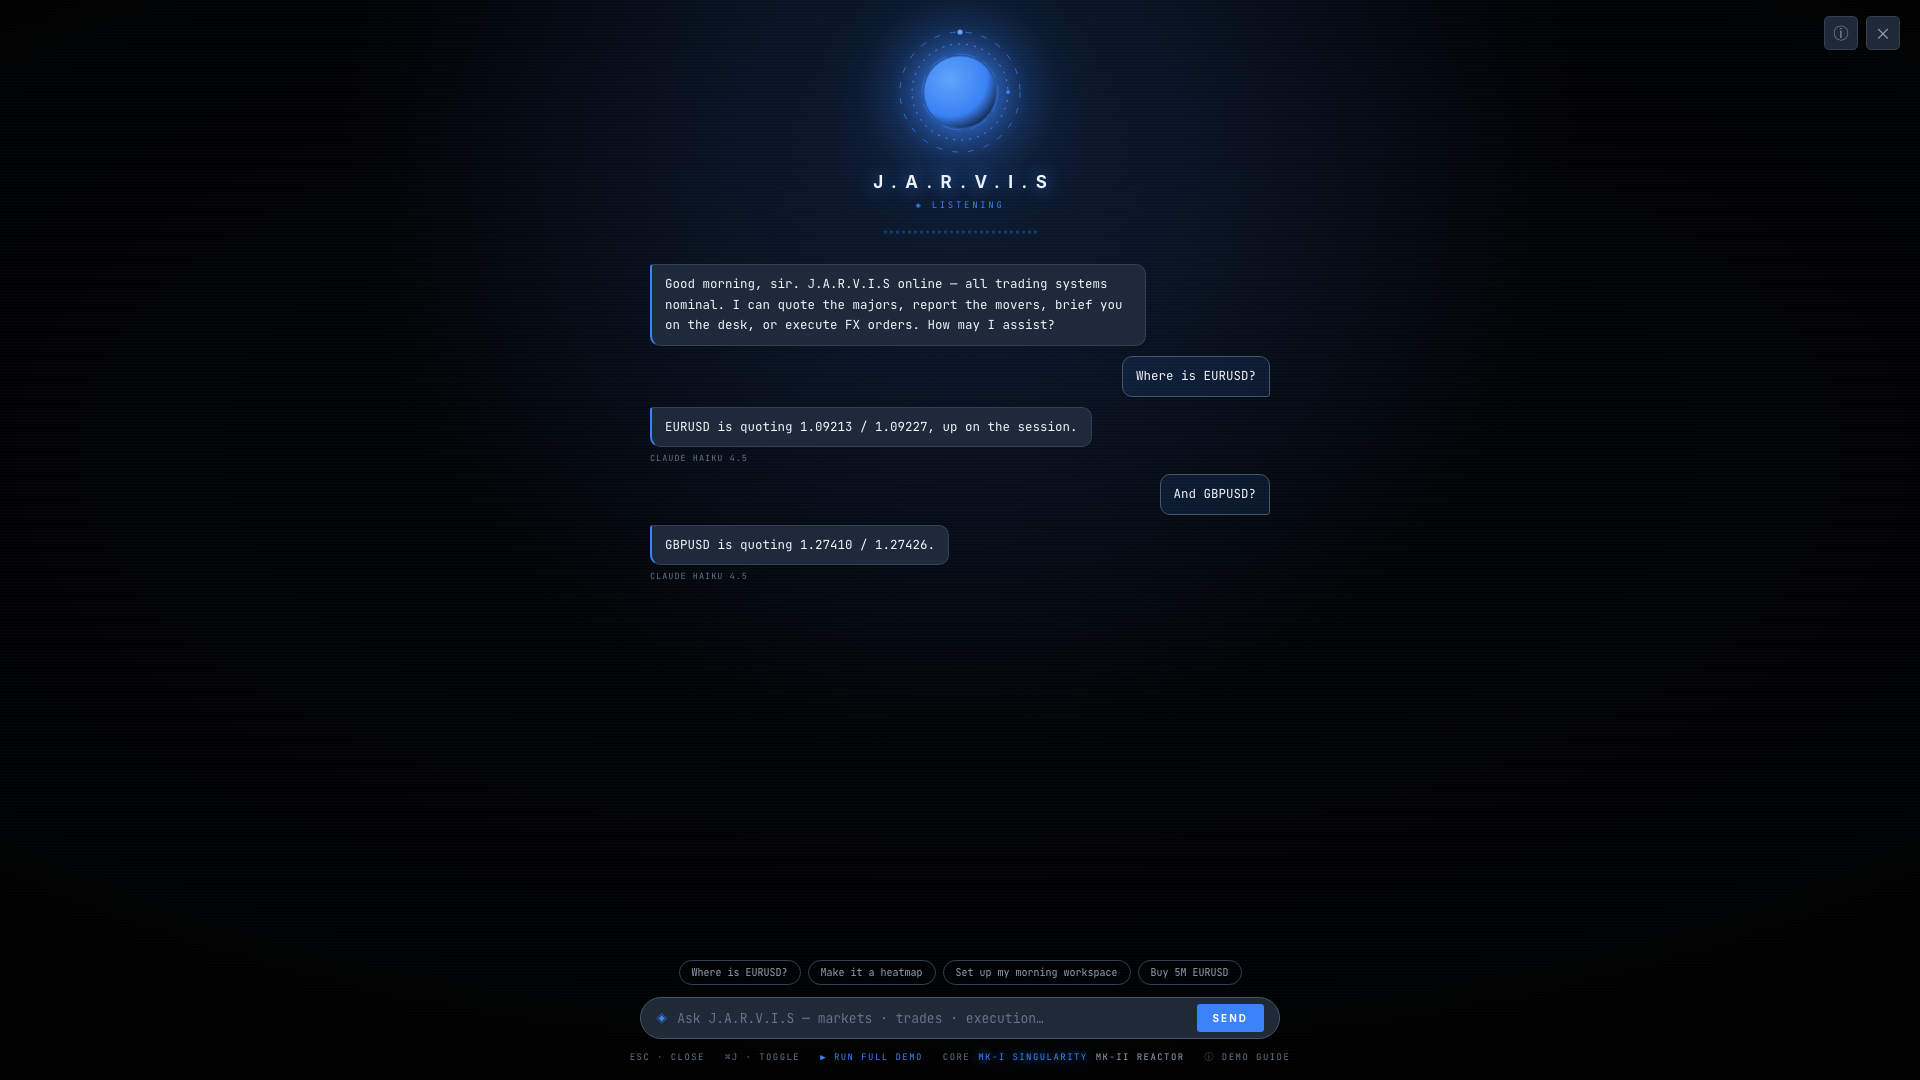 ⓘ ×
J.A.R.V.I.S
◈ LISTENING
Good morning, sir. J.A.R.V.I.S online — all trading systems
nominal. I can quote the majors, report the movers, brief you
on the desk, or execute FX orders. How may I assist?
Where is EURUSD?
EURUSD is quoting 1.09213 / 1.09227, up on the session.
CLAUDE HAIKU 4.5
And GBPUSD?
GBPUSD is quoting 1.27410 / 1.27426.
CLAUDE HAIKU 4.5
Where is EURUSD? Make it a heatmap Set up my morning workspace Buy 5M EURUSD
◈ Ask J.A.R.V.I.S — markets · trades · execution… SEND
ESC · CLOSE ⌘J · TOGGLE ▶ RUN FULL DEMO CORE MK-I SINGULARITY MK-II REACTOR ⓘ DEMO GUIDE